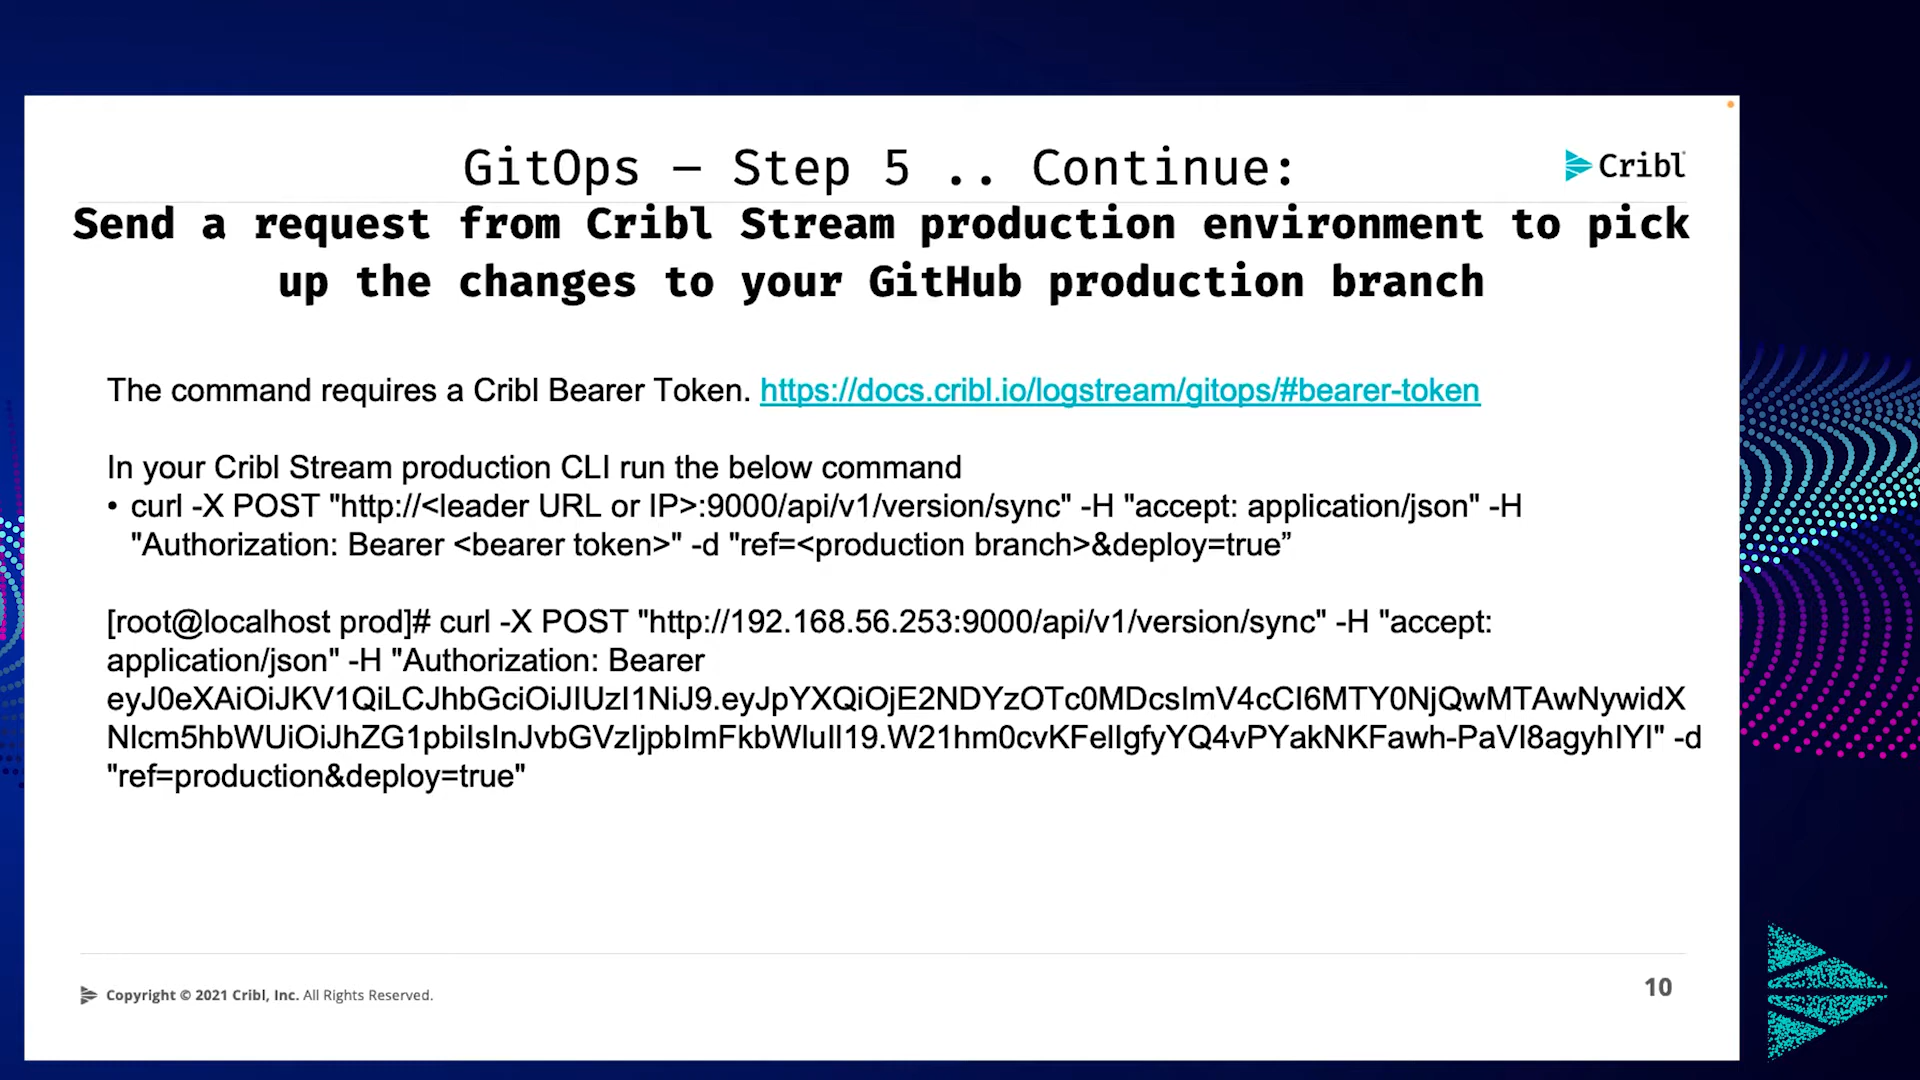 GitOps – Step 5 .. Continue:
Cribl
Send a request from Cribl Stream production environment to pick
up the changes to your GitHub production branch
The command requires a Cribl Bearer Token. https://docs.cribl.io/logstream/gitops/#bearer-token
In your Cribl Stream production CLI run the below command
• curl -X POST "http://<leader URL or IP>:9000/api/v1/version/sync" -H "accept: application/json" -H
"Authorization: Bearer <bearer token>" -d "ref=<production branch>&deploy=true”
[root@localhost prod]# curl -X POST "http://192.168.56.253:9000/api/v1/version/sync" -H "accept:
application/json" -H "Authorization: Bearer
eyJ0eXAiOiJKV1QiLCJhbGciOiJIUzI1NiJ9.eyJpYXQiOjE2NDYzOTc0MDcsImV4cCI6MTY0NjQwMTAwNywidX
Nlcm5hbWUiOiJhZG1pbiIsInJvbGVzIjpbImFkbWluIl19.W21hm0cvKFelIgfyYQ4vPYakNKFawh-PaVI8agyhIYI" -d
"ref=production&deploy=true"
Copyright © 2021 Cribl, Inc. All Rights Reserved.
10